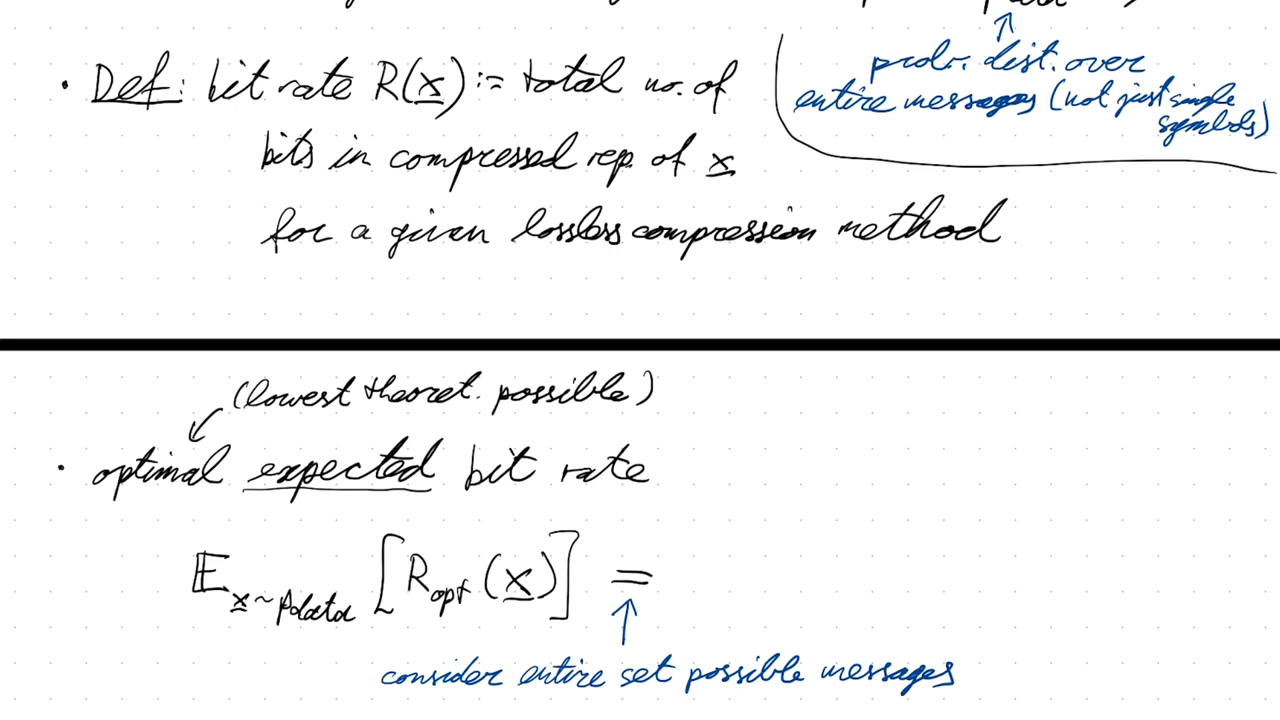 prob. dist. over
entire messages (not just single
symbols)
· Def: bit rate R(x) := total no. of
bits in compressed rep. of x
for a given lossless compression method
(lowest theoret. possible)
· optimal expected bit rate
𝔼 x~pdata [R opt (x)] =
consider entire set possible messages